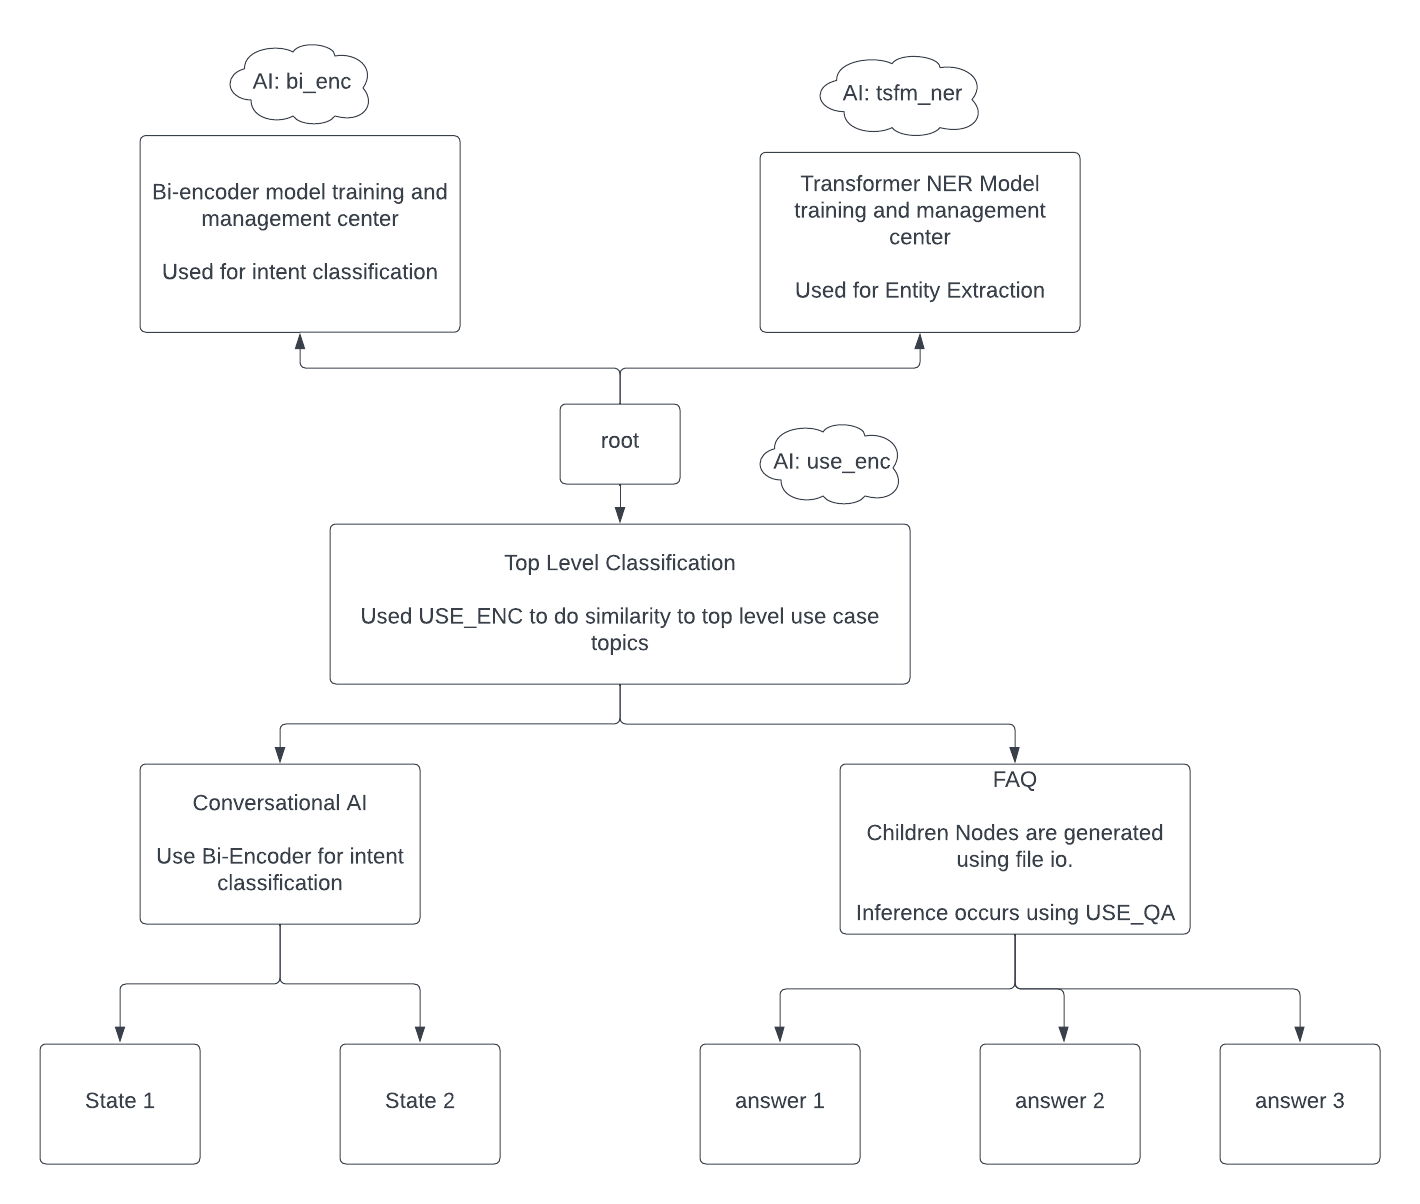 AI: bi_enc
AI: tsfm_ner
Bi-encoder model training and
management center
Used for intent classification
Transformer NER Model
training and management
center
Used for Entity Extraction
root
AI: use_enc
Top Level Classification
Used USE_ENC to do similarity to top level use case
topics
Conversational AI
Use Bi-Encoder for intent
classification
FAQ
Children Nodes are generated
using file io.
Inference occurs using USE_QA
State 1
State 2
answer 1
answer 2
answer 3